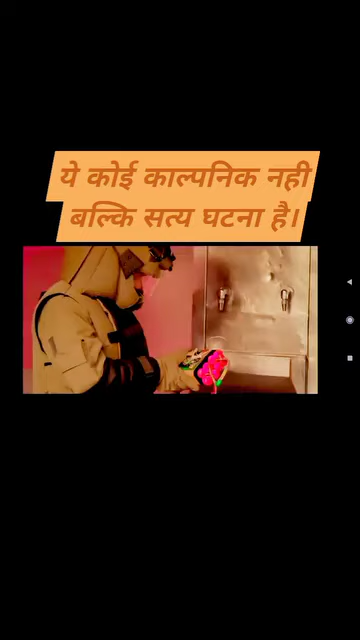 ये कोई काल्पनिक नही
बल्कि सत्य घटना है।